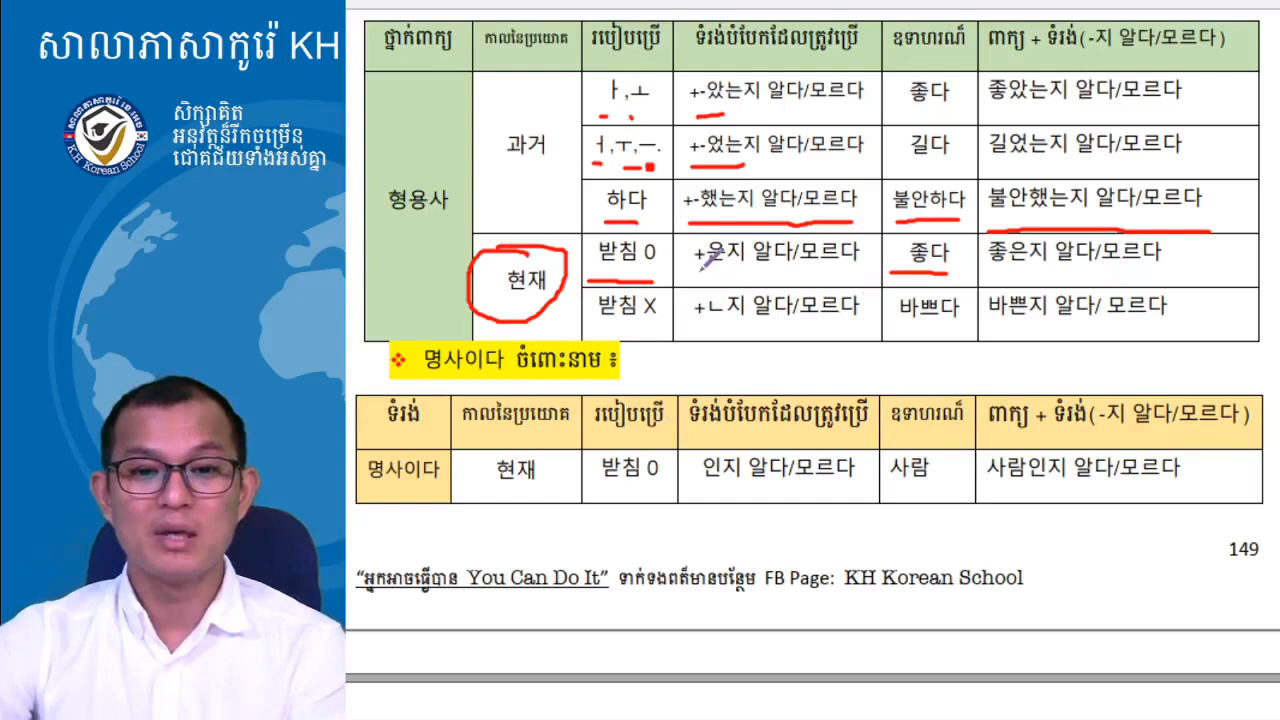 សាលាភាសាកូរ៉េ KH
សិក្សាគិត
អនុវត្តន៍រីកចម្រើន
ជោគជ័យទាំងអស់គ្នា
KH Korean School
ថ្នាក់ពាក្យ កាលនៃប្រយោគ របៀបប្រើ ទំរង់បំបែកដែលត្រូវប្រើ ឧទាហរណ៍ ពាក្យ + ទំរង់(-지 알다/모르다)
형용사 과거 ㅏ,ㅗ +-았는지 알다/모르다 좋다 좋았는지 알다/모르다
ㅓ,ㅜ,ㅡ. +-었는지 알다/모르다 길다 길었는지 알다/모르다
하다 +-했는지 알다/모르다 불안하다 불안했는지 알다/모르다
현재 받침 0 +은지 알다/모르다 좋다 좋은지 알다/모르다
받침 X +ㄴ지 알다/모르다 바쁘다 바쁜지 알다/ 모르다
❖ 명사이다 ចំពោះនាម ៖
ទំរង់ កាលនៃប្រយោគ របៀបប្រើ ទំរង់បំបែកដែលត្រូវប្រើ ឧទាហរណ៍ ពាក្យ + ទំរង់(-지 알다/모르다)
명사이다 현재 받침 0 인지 알다/모르다 사람 사람인지 알다/모르다
149
“អ្នកអាចធ្វើបាន You Can Do It” ទាក់ទងពត៌មានបន្ថែម FB Page: KH Korean School